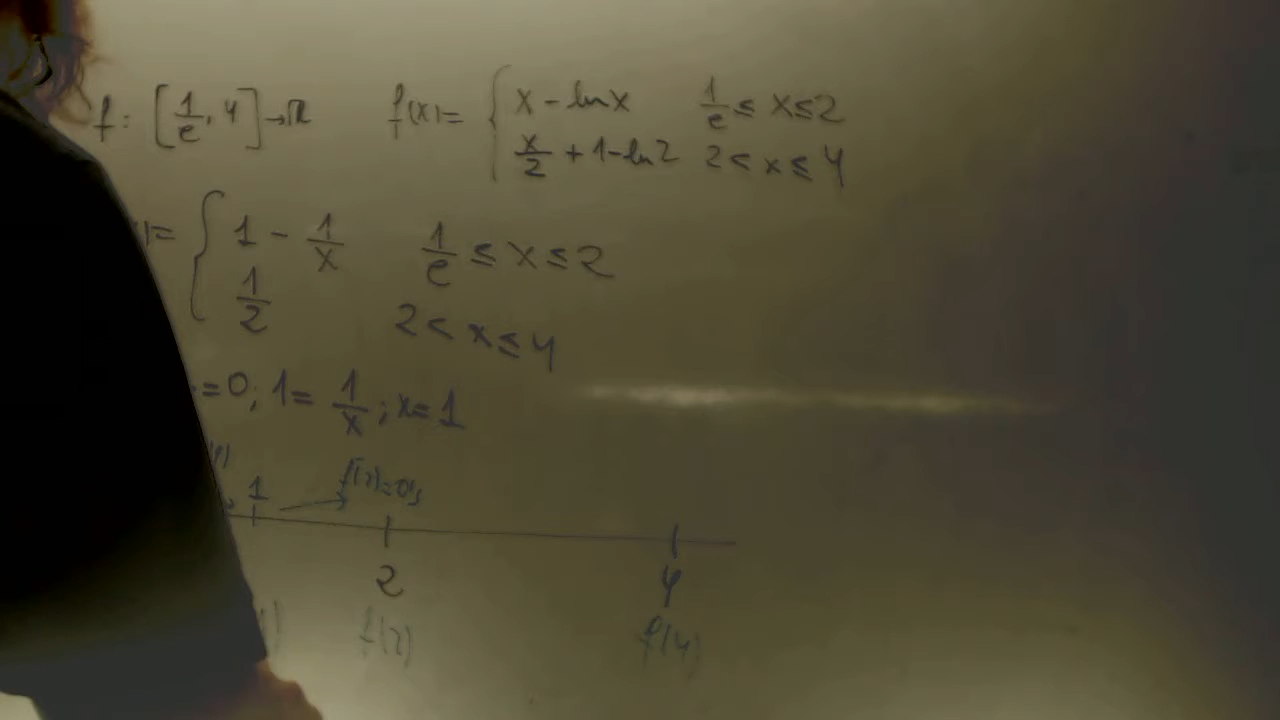 f: [1/e, 4] → ℝ f(x) = { x - ln x 1/e ≤ x ≤ 2
x/2 + 1 - ln 2 2 < x ≤ 4
)= { 1 - 1/x 1/e ≤ x ≤ 2
1/2 2 < x ≤ 4
=0; 1 = 1/x; x = 1
1
2 4
f(2) f(4)